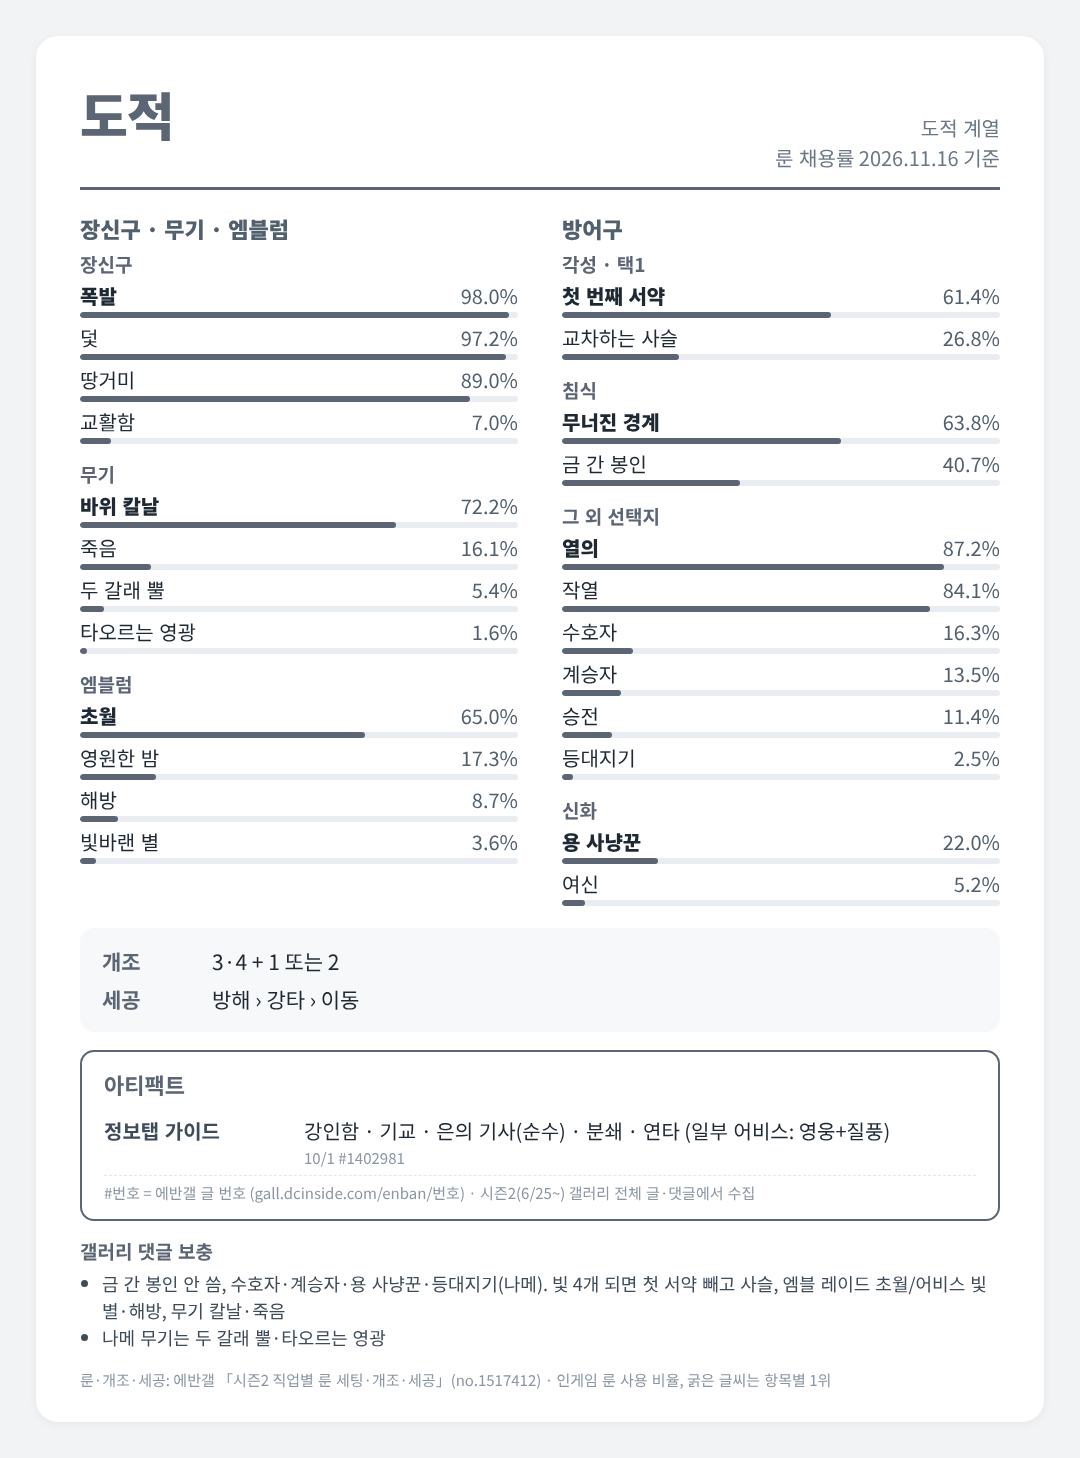 도적
도적 계열
룬 채용률 2026.11.16 기준
장신구 · 무기 · 엠블럼
장신구
폭발 98.0%
덫 97.2%
땅거미 89.0%
교활함 7.0%
무기
바위 칼날 72.2%
죽음 16.1%
두 갈래 뿔 5.4%
타오르는 영광 1.6%
엠블럼
초월 65.0%
영원한 밤 17.3%
해방 8.7%
빛바랜 별 3.6%
방어구
각성 · 택1
첫 번째 서약 61.4%
교차하는 사슬 26.8%
침식
무너진 경계 63.8%
금 간 봉인 40.7%
그 외 선택지
열의 87.2%
작열 84.1%
수호자 16.3%
계승자 13.5%
승전 11.4%
등대지기 2.5%
신화
용 사냥꾼 22.0%
여신 5.2%
개조 3·4 + 1 또는 2
세공 방해 › 강타 › 이동
아티팩트
정보탭 가이드 강인함 · 기교 · 은의 기사(순수) · 분쇄 · 연타 (일부 어비스: 영웅+질풍)
10/1 #1402981
#번호 = 에반갤 글 번호 (gall.dcinside.com/enban/번호) · 시즌2(6/25~) 갤러리 전체 글·댓글에서 수집
갤러리 댓글 보충
• 금 간 봉인 안 씀, 수호자·계승자·용 사냥꾼·등대지기(나메). 빛 4개 되면 첫 서약 빼고 사슬, 엠블 레이드 초월/어비스 빛
별·해방, 무기 칼날·죽음
• 나메 무기는 두 갈래 뿔·타오르는 영광
룬·개조·세공: 에반갤 「시즌2 직업별 룬 세팅·개조·세공」(no.1517412) · 인게임 룬 사용 비율, 굵은 글씨는 항목별 1위